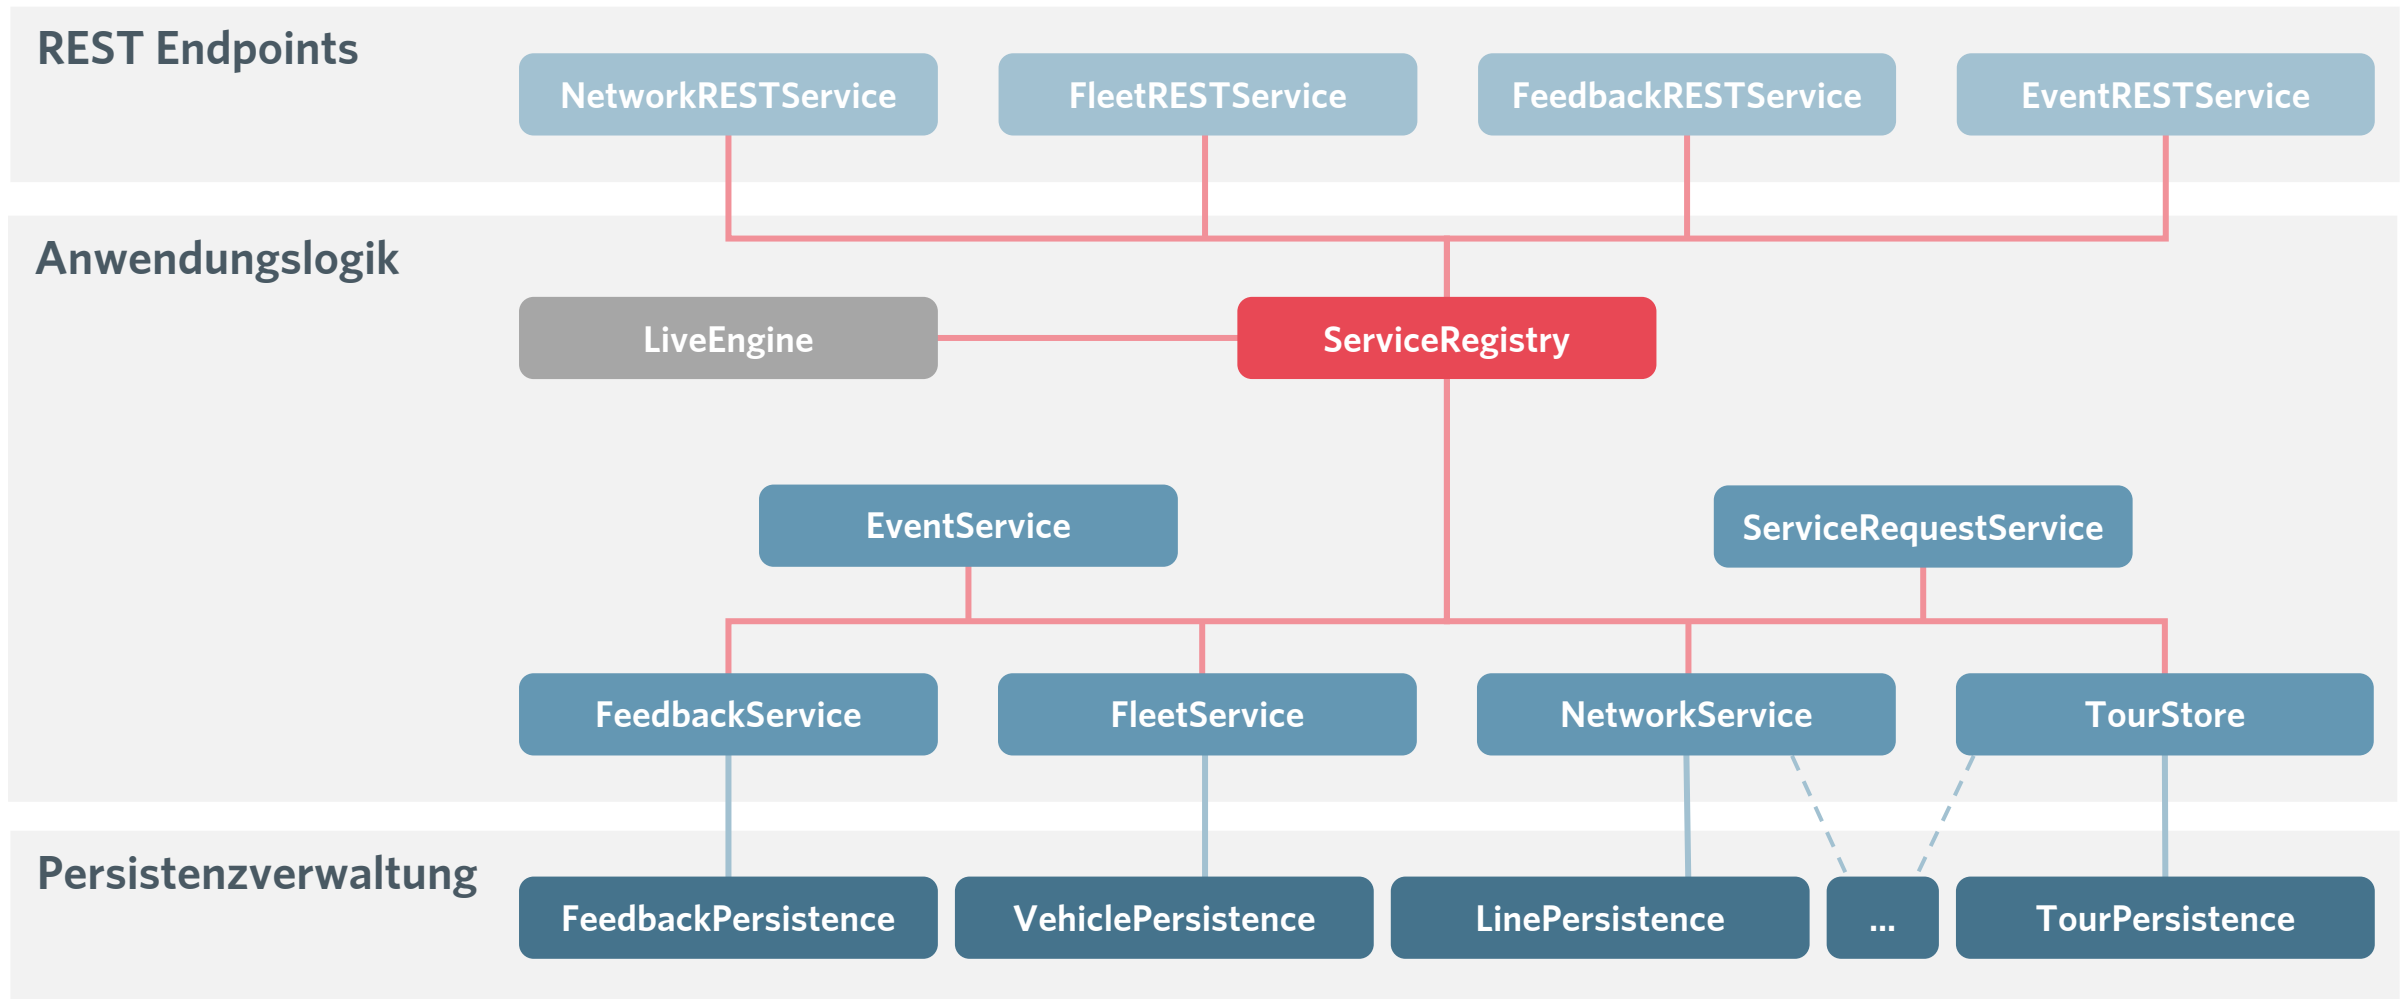 REST Endpoints
NetworkRESTService
FleetRESTService
FeedbackRESTService
EventRESTService
Anwendungslogik
LiveEngine
ServiceRegistry
EventService
ServiceRequestService
FeedbackService
FleetService
NetworkService
TourStore
Persistenzverwaltung
FeedbackPersistence
VehiclePersistence
LinePersistence
...
TourPersistence